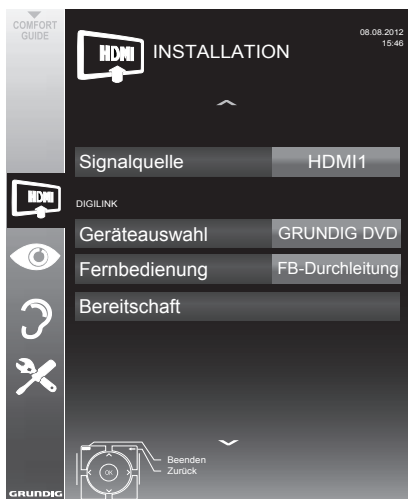 COMFORT
GUIDE
HDMI
INSTALLATION
08.08.2012
15:46
Signalquelle
HDMI1
HDMI
DIGILINK
Geräteauswahl
GRUNDIG DVD
Fernbedienung
FB-Durchleitung
Bereitschaft
Beenden
Zurück
OK
GRUNDIG